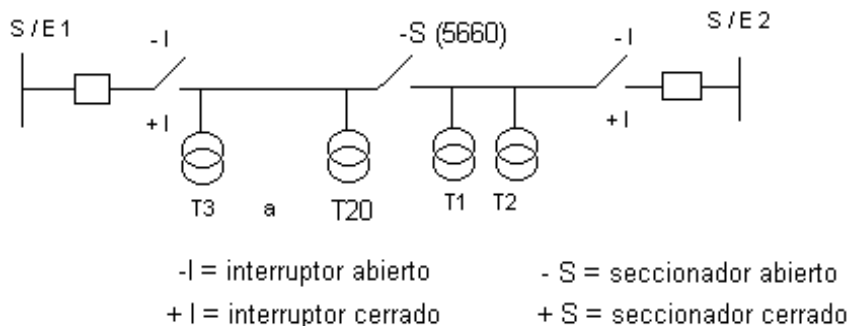 S / E 1
- I
-S (5660)
- I
S / E 2
+ I
+ I
T3
a
T20
T1
T2
-I = interruptor abierto
- S = seccionador abierto
+ I = interruptor cerrado
+ S = seccionador cerrado